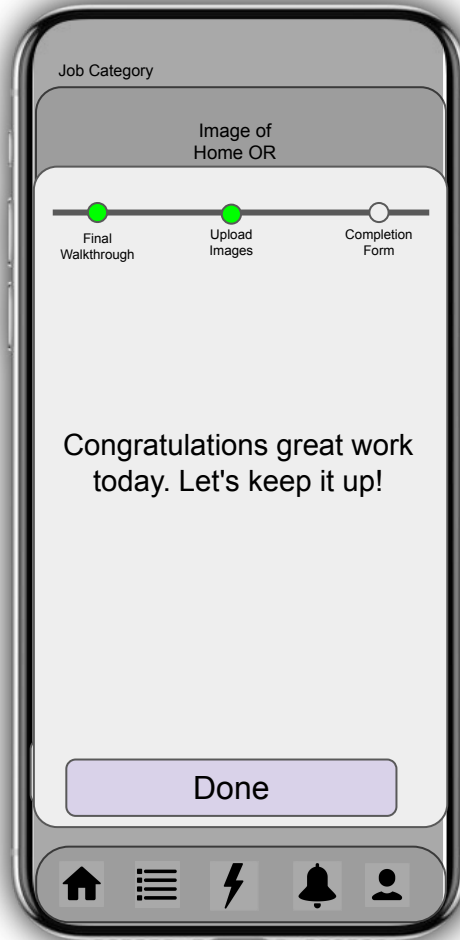 Job Category
Image of
Home OR
Final
Walkthrough
Upload
Images
Completion
Form
Congratulations great work
today. Let's keep it up!
Done